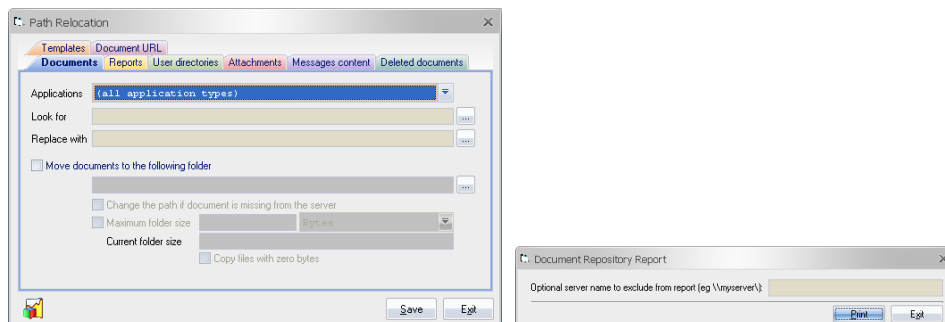 Path Relocation
Templates Document URL
Documents Reports User directories Attachments Messages content Deleted documents
Applications (all application types)
Look for ...
Replace with ...
Move documents to the following folder
...
Change the path if document is missing from the server
Maximum folder size Bytes
Current folder size
Copy files with zero bytes
Save Exit
Document Repository Report
Optional server name to exclude from report (eg \\myserver\):
Print Exit